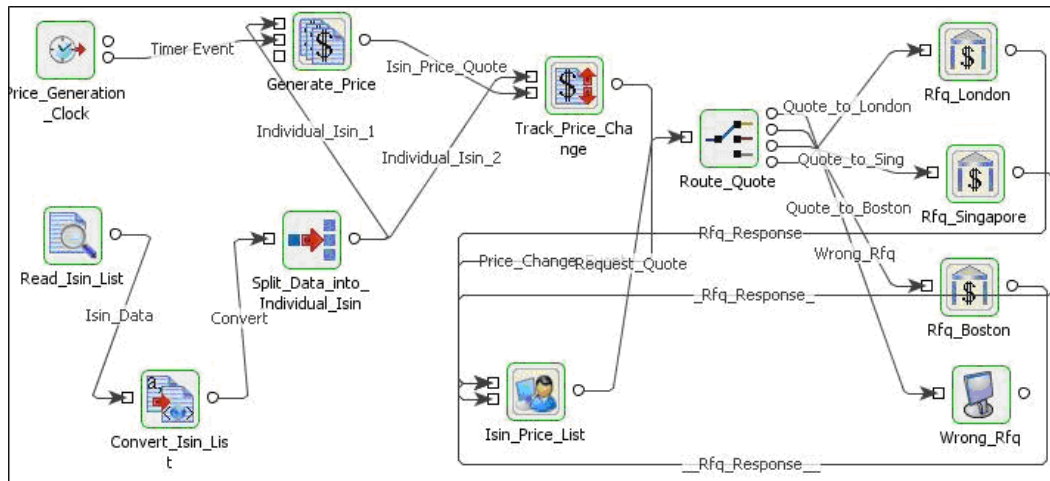 Price_Generation
_Clock
Timer Event
Generate_Price
Isin_Price_Quote
Track_Price_Cha
nge
Individual_Isin_1
Individual_Isin_2
Route_Quote
Quote_to_London
Quote_to_Sing
Quote_to_Boston
Wrong_Rfq
Rfq_London
Rfq_Singapore
Rfq_Response
Read_Isin_List
Split_Data_into_
Individual_Isin
Price_Change
Request_Quote
_Rfq_Response_
Rfq_Boston
Isin_Data
Convert
a,
Convert_Isin_Lis
t
Isin_Price_List
Wrong_Rfq
__Rfq_Response__